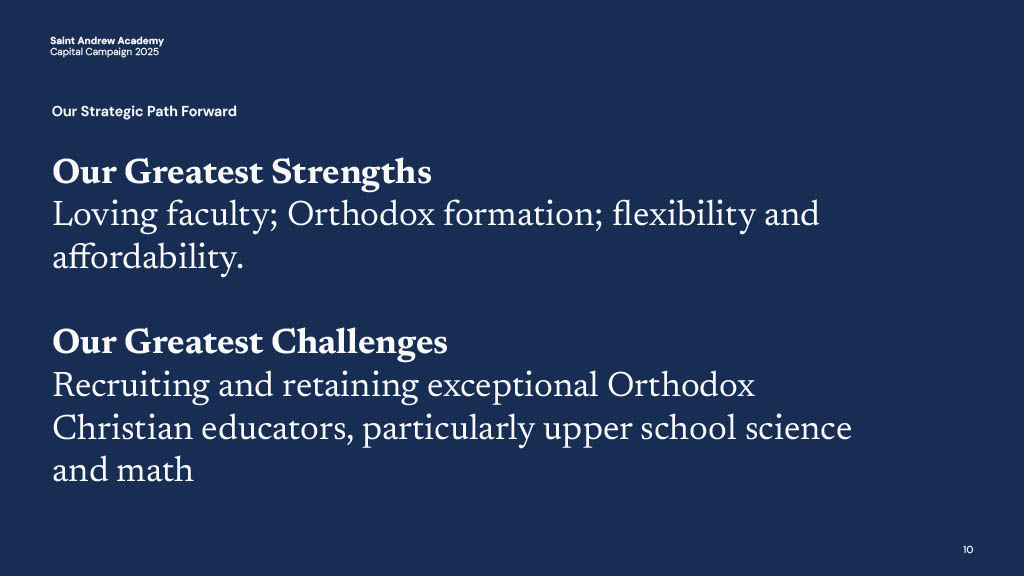 Saint Andrew Academy
Capital Campaign 2025
Our Strategic Path Forward
Our Greatest Strengths
Loving faculty; Orthodox formation; flexibility and
affordability.
Our Greatest Challenges
Recruiting and retaining exceptional Orthodox
Christian educators, particularly upper school science
and math
10